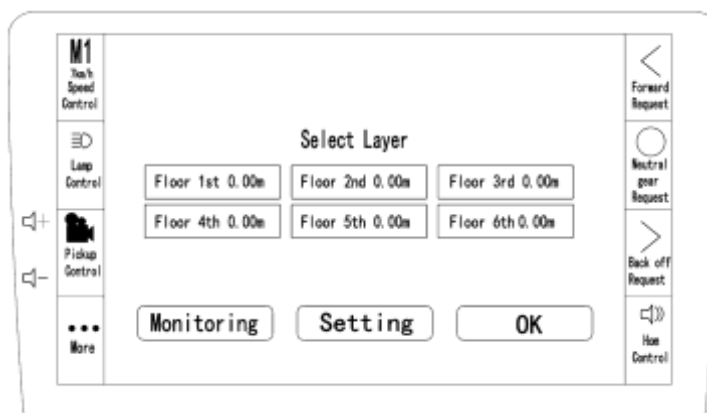 M1
7km/h
Speed
Control
Lamp
Control
Pickup
Control
More
Select Layer
Floor 1st 0.00m
Floor 2nd 0.00m
Floor 3rd 0.00m
Floor 4th 0.00m
Floor 5th 0.00m
Floor 6th 0.00m
Monitoring
Setting
OK
Forward
Request
Neutral
gear
Request
Back off
Request
Control